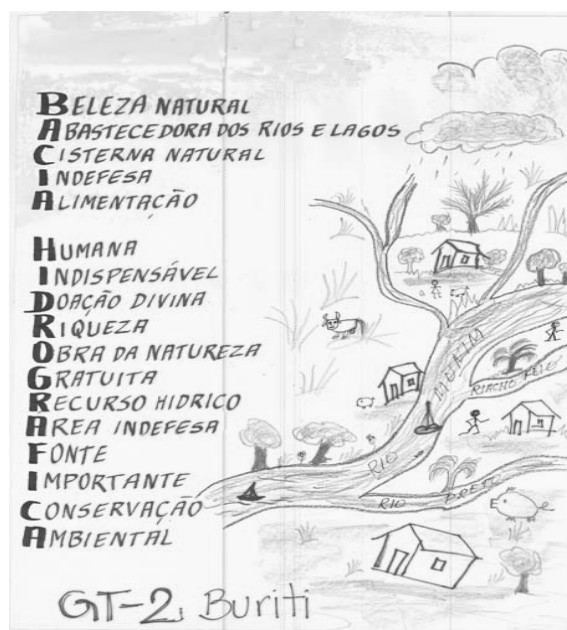 BELEZA NATURAL
ABASTECEDORA DOS RIOS E LAGOS
CISTERNA NATURAL
INDEFESA
ALIMENTAÇÃO
HUMANA
INDISPENSÁVEL
DOAÇÃO DIVINA
RIQUEZA
OBRA DA NATUREZA
GRATUITA
RECURSO HIDRICO
AREA INDEFESA
FONTE
IMPORTANTE
CONSERVAÇÃO
AMBIENTAL
RIO MUNIM
RIACHO FEIO
RIO PRETO
GT-2, Buriti